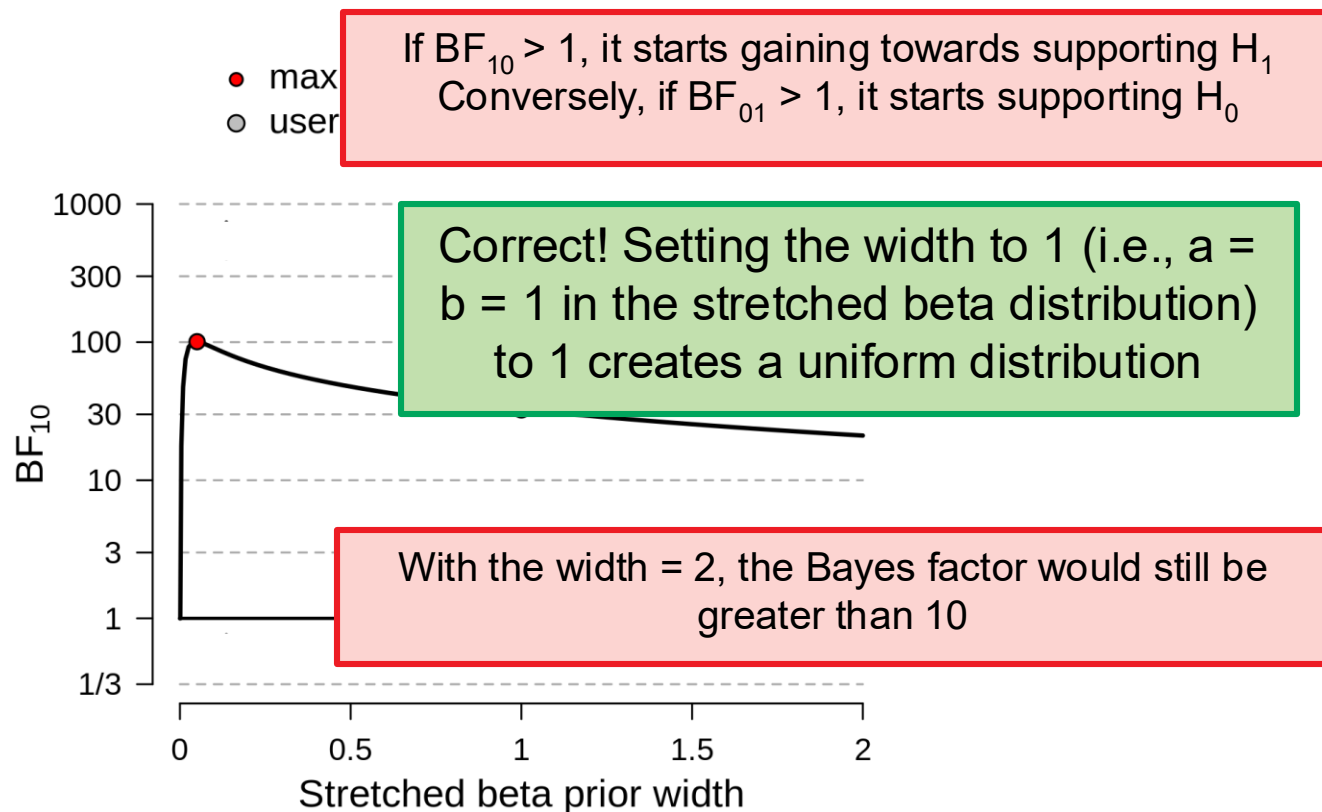 If BF₁₀ > 1, it starts gaining towards supporting H₁
Conversely, if BF₀₁ > 1, it starts supporting H₀
max
user
1000
300
100
30
10
3
1
1/3
BF₁₀
Correct! Setting the width to 1 (i.e., a =
b = 1 in the stretched beta distribution)
to 1 creates a uniform distribution
With the width = 2, the Bayes factor would still be
greater than 10
0
0.5
1
1.5
2
Stretched beta prior width